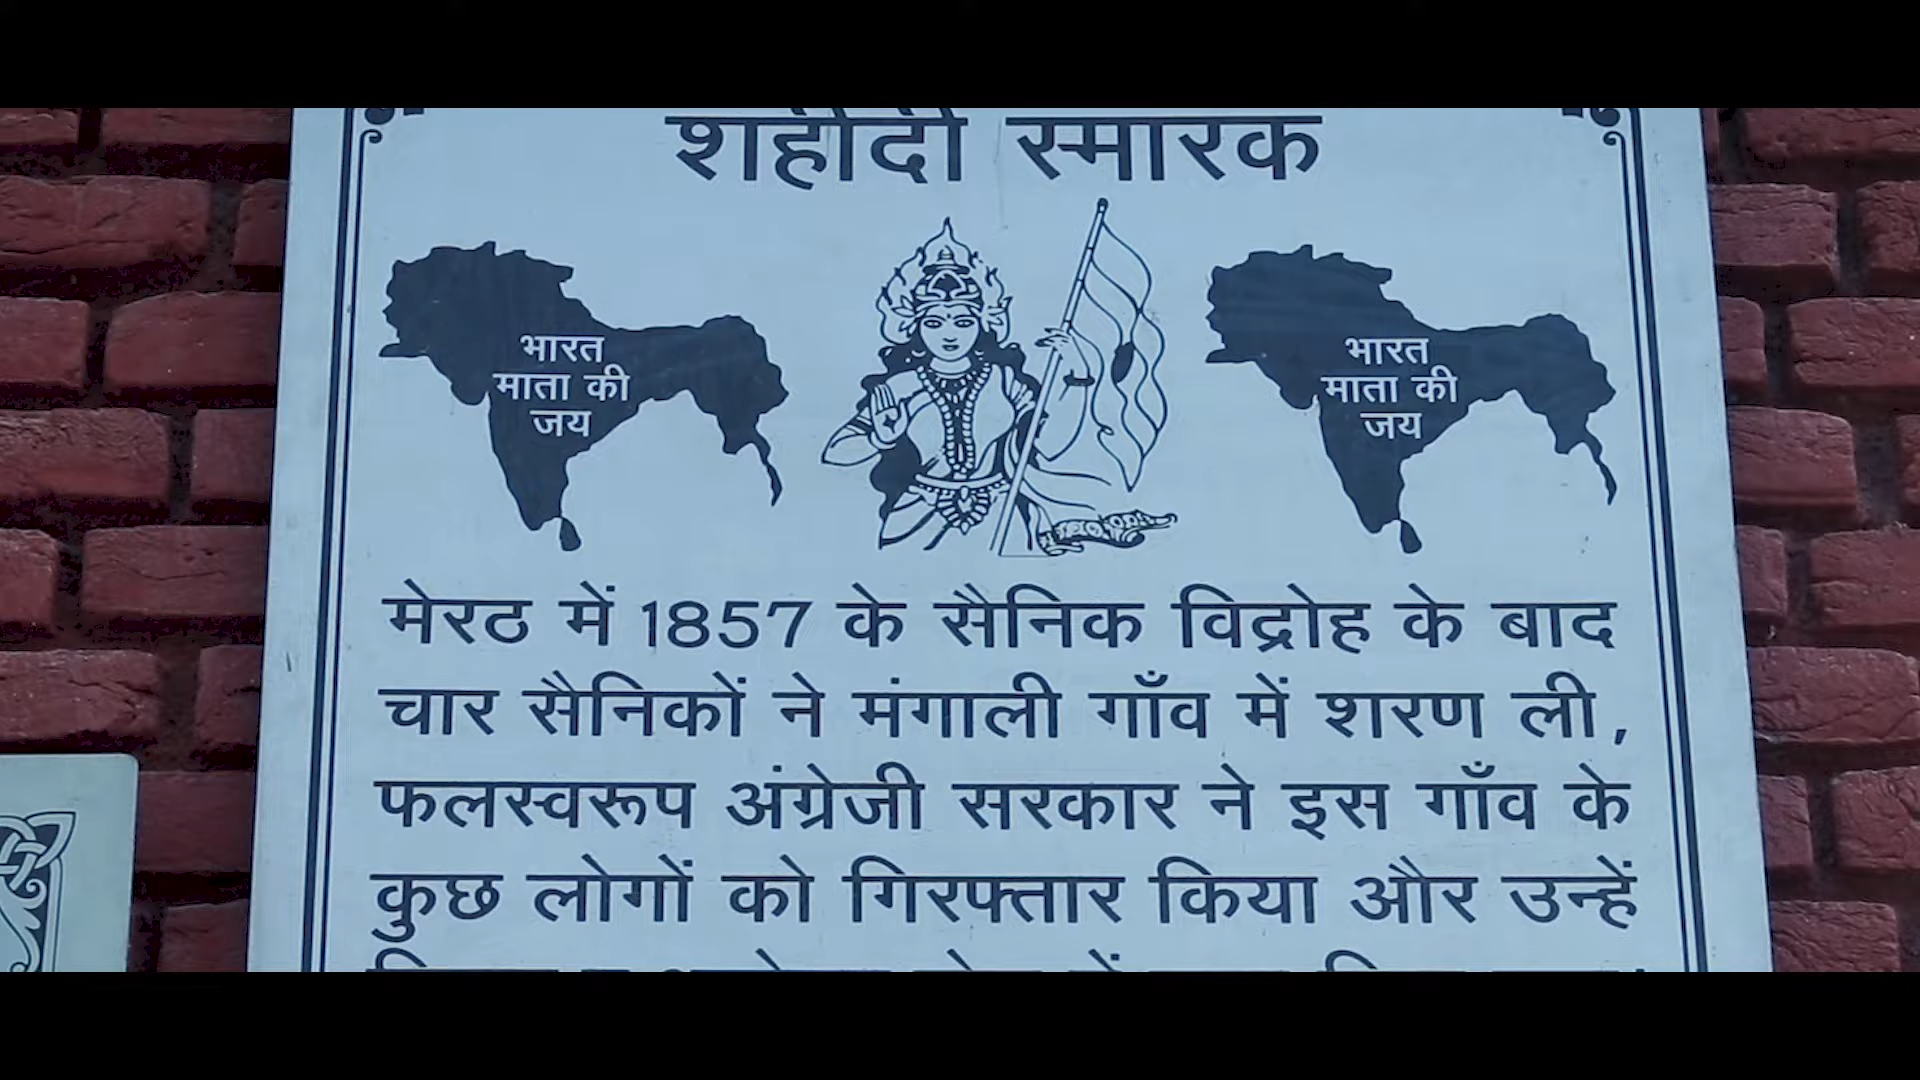 शहीदी स्मारक
भारत
माता की
जय
भारत
माता की
जय
मेरठ में 1857 के सैनिक विद्रोह के बाद
चार सैनिकों ने मंगाली गाँव में शरण ली,
फलस्वरूप अंग्रेजी सरकार ने इस गाँव के
कुछ लोगों को गिरफ्तार किया और उन्हें